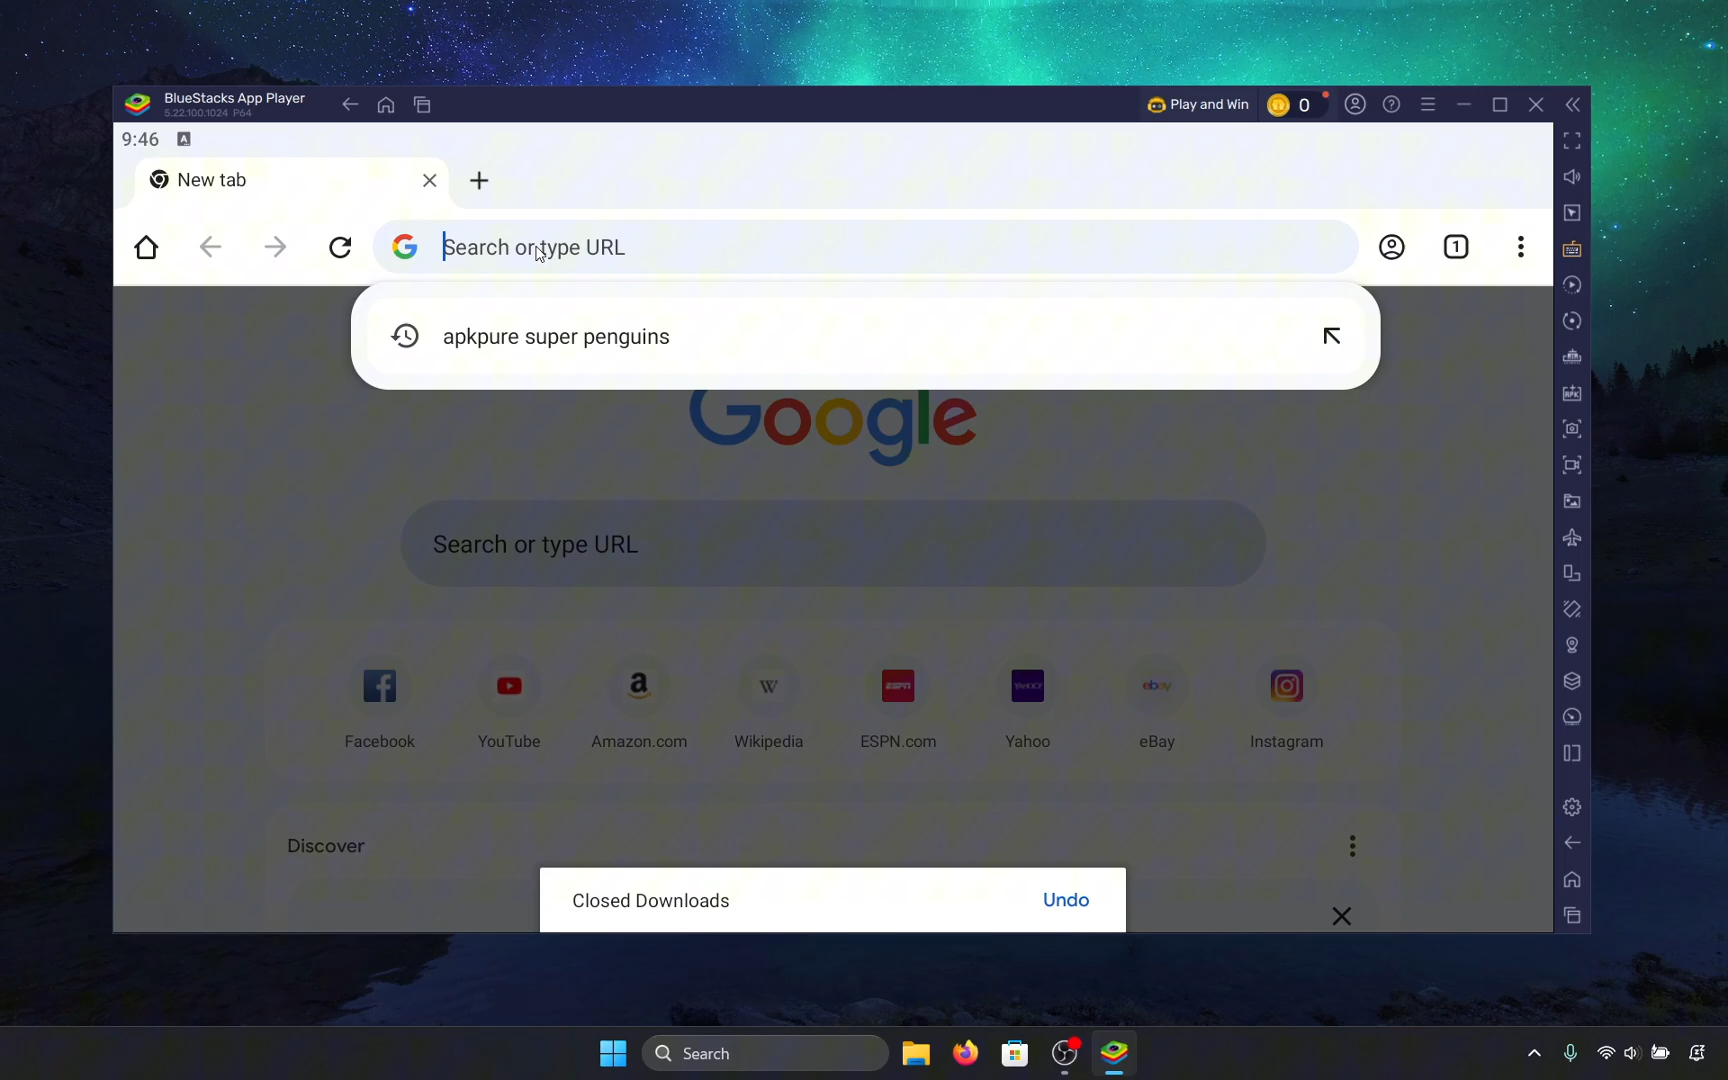 BlueStacks App Player
5.22.100.1024 P64
Play and Win
0
9:46
A
New tab
Search or type URL
1
apkpure super penguins
Google
Search or type URL
Facebook
YouTube
Amazon.com
Wikipedia
ESPN.com
Yahoo
eBay
Instagram
Discover
Closed Downloads
Undo
Search